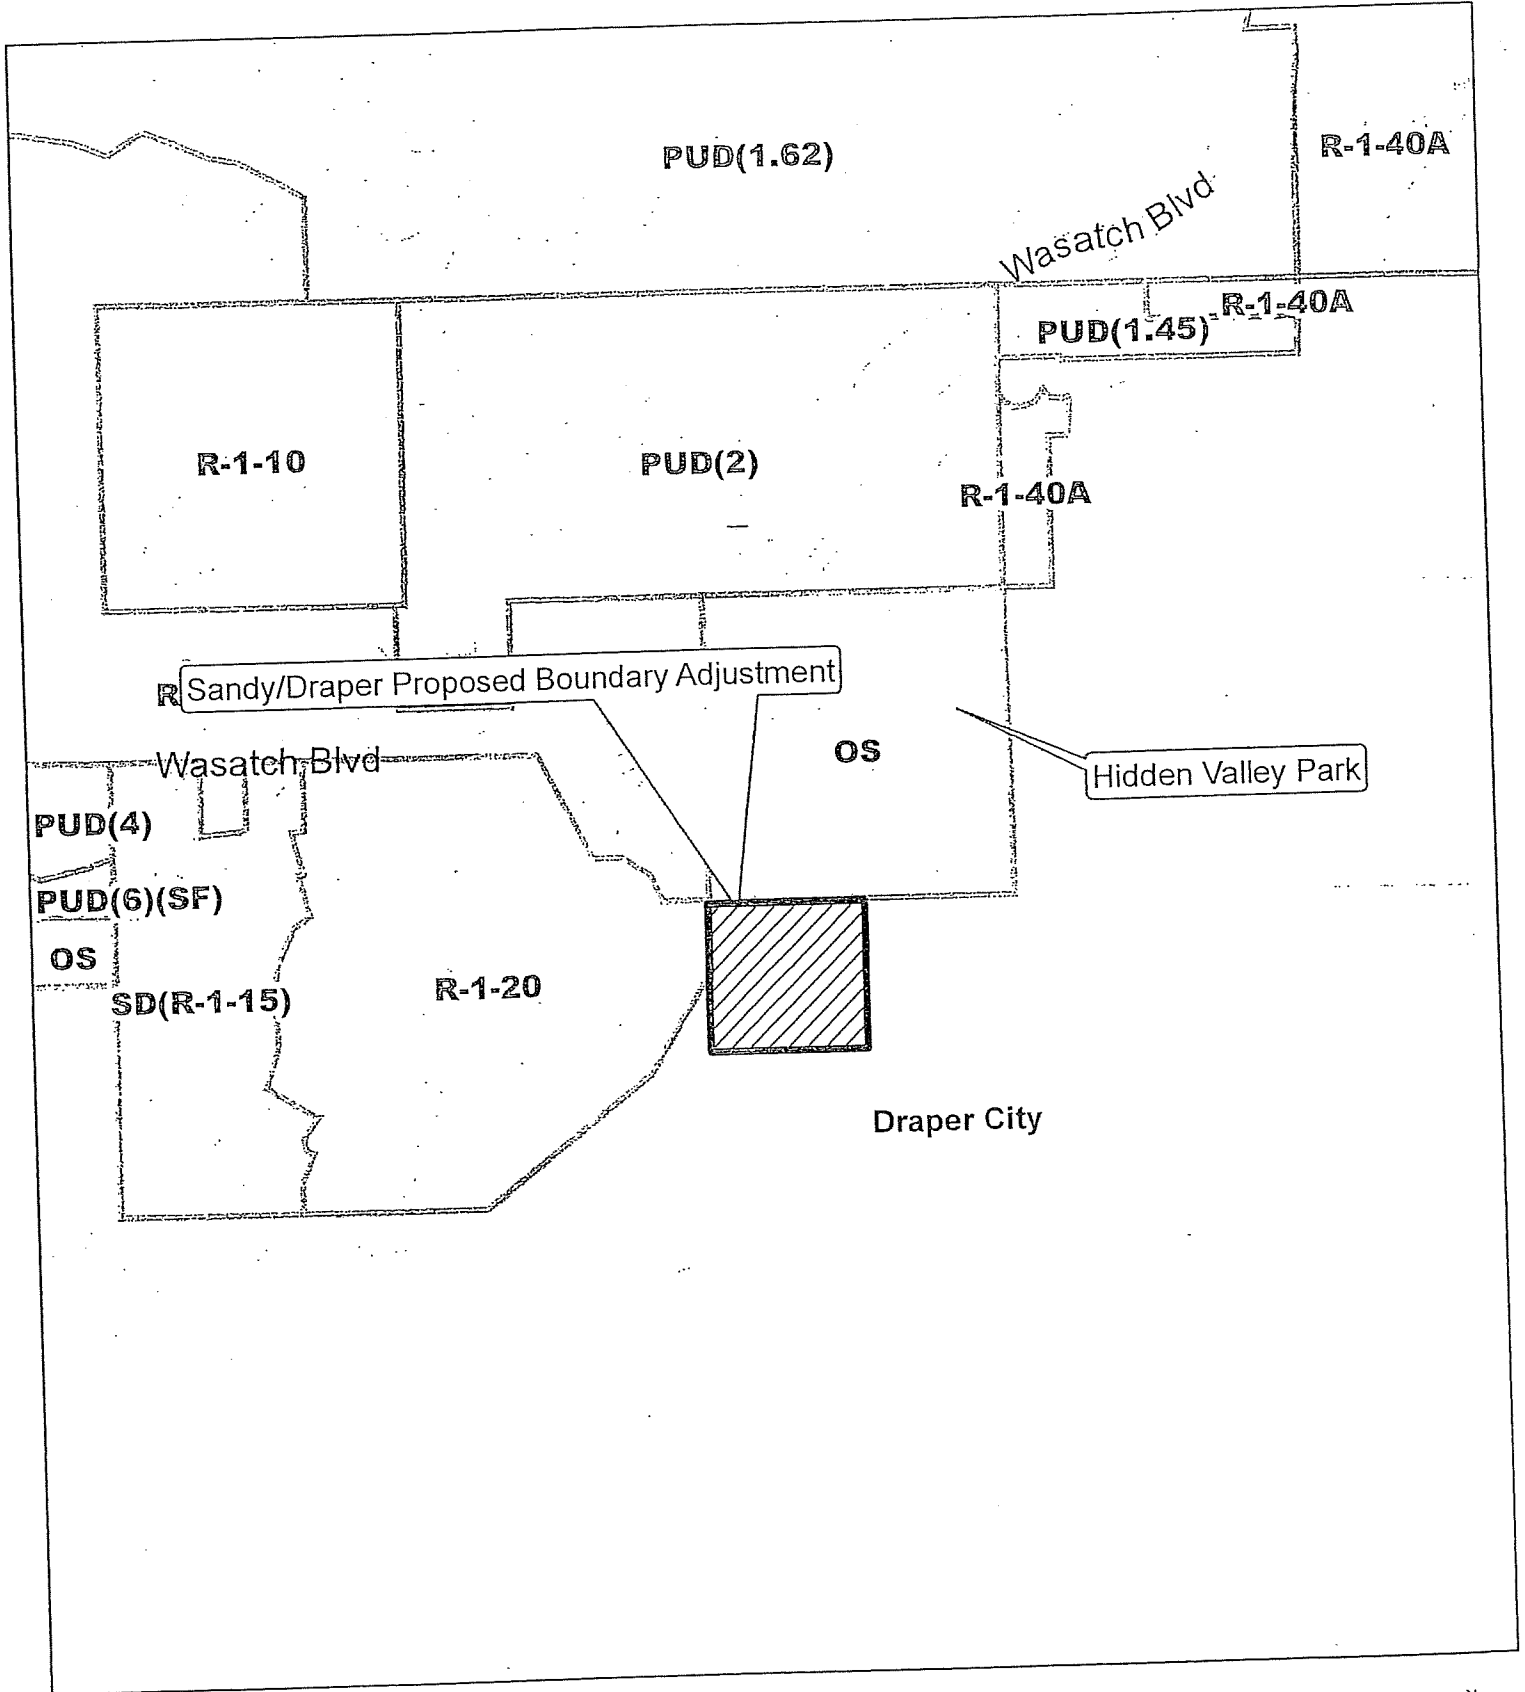 PUD(1.62)
R-1-40A
Wasatch Blvd
R-1-40A
PUD(1.45)
R-1-10
PUD(2)
R-1-40A
R
Sandy/Draper Proposed Boundary Adjustment
OS
Wasatch Blvd
Hidden Valley Park
PUD(4)
PUD(6)(SF)
OS
SD(R-1-15)
R-1-20
Draper City